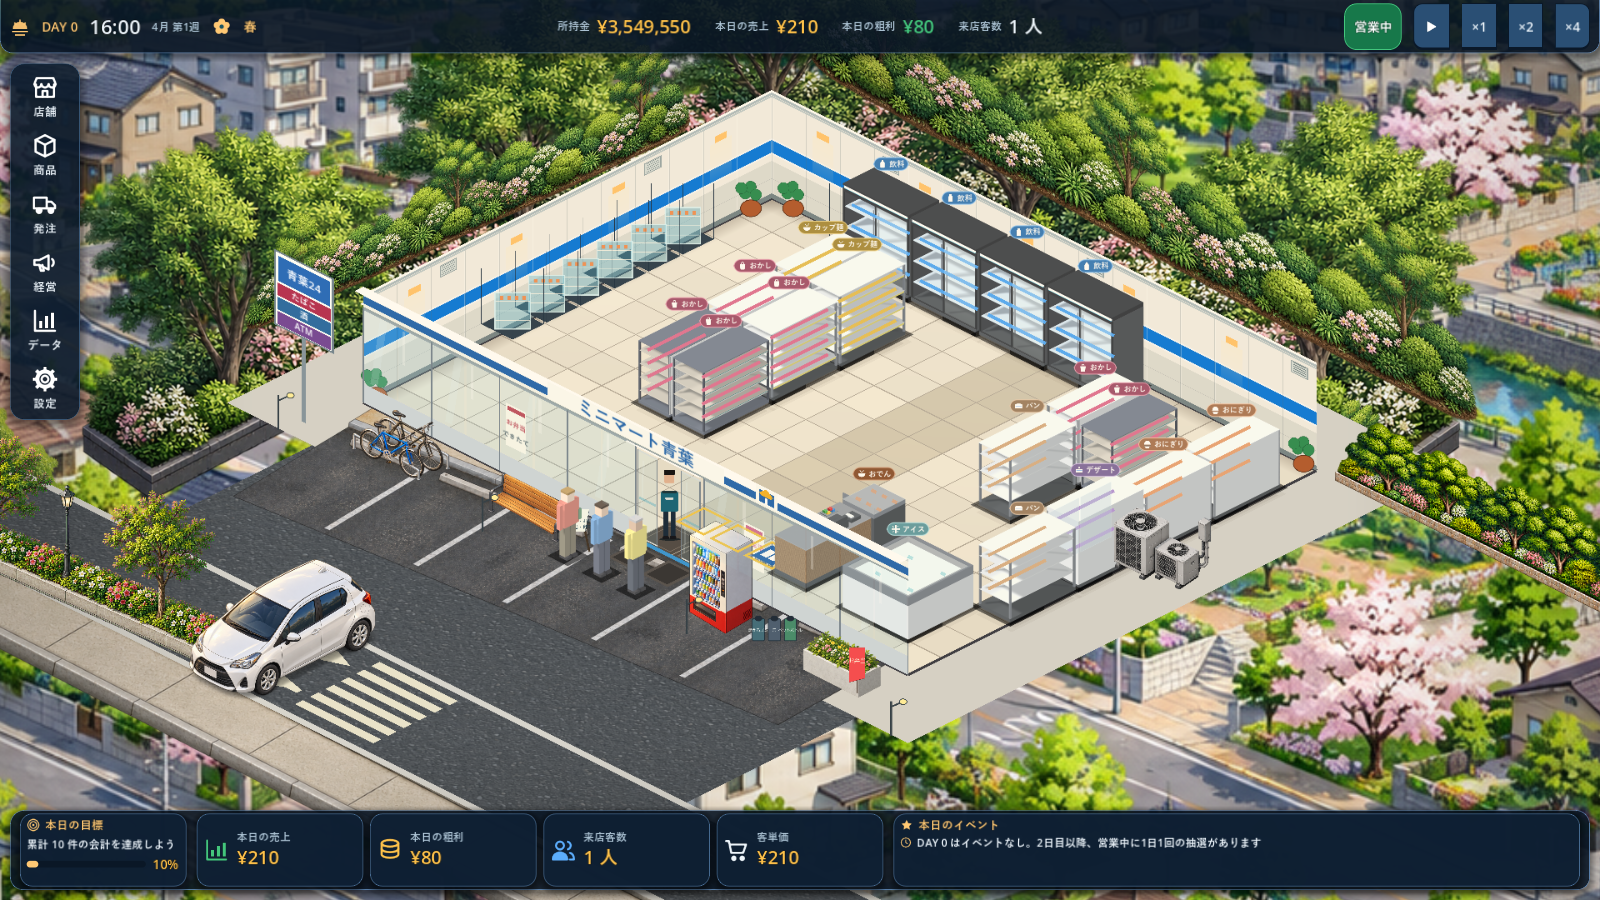 DAY 0 16:00 4月 第1週 春
所持金 ¥3,549,550 本日の売上 ¥210 本日の粗利 ¥80 来店客数 1 人
営業中 ×1 ×2 ×4
店舗
商品
発注
経営
データ
設定
飲料
飲料
飲料
飲料
カップ麺
カップ麺
おかし
おかし
おかし
おかし
おかし
おかし
パン
おにぎり
おにぎり
デザート
おでん
パン
アイス
青葉24
たばこ
酒
ATM
ミニマート青葉
お弁当
できたて
本日の目標
累計 10 件の会計を達成しよう
10%
本日の売上
¥210
本日の粗利
¥80
来店客数
1 人
客単価
¥210
本日のイベント
DAY 0 はイベントなし。2日目以降、営業中に1日1回の抽選があります